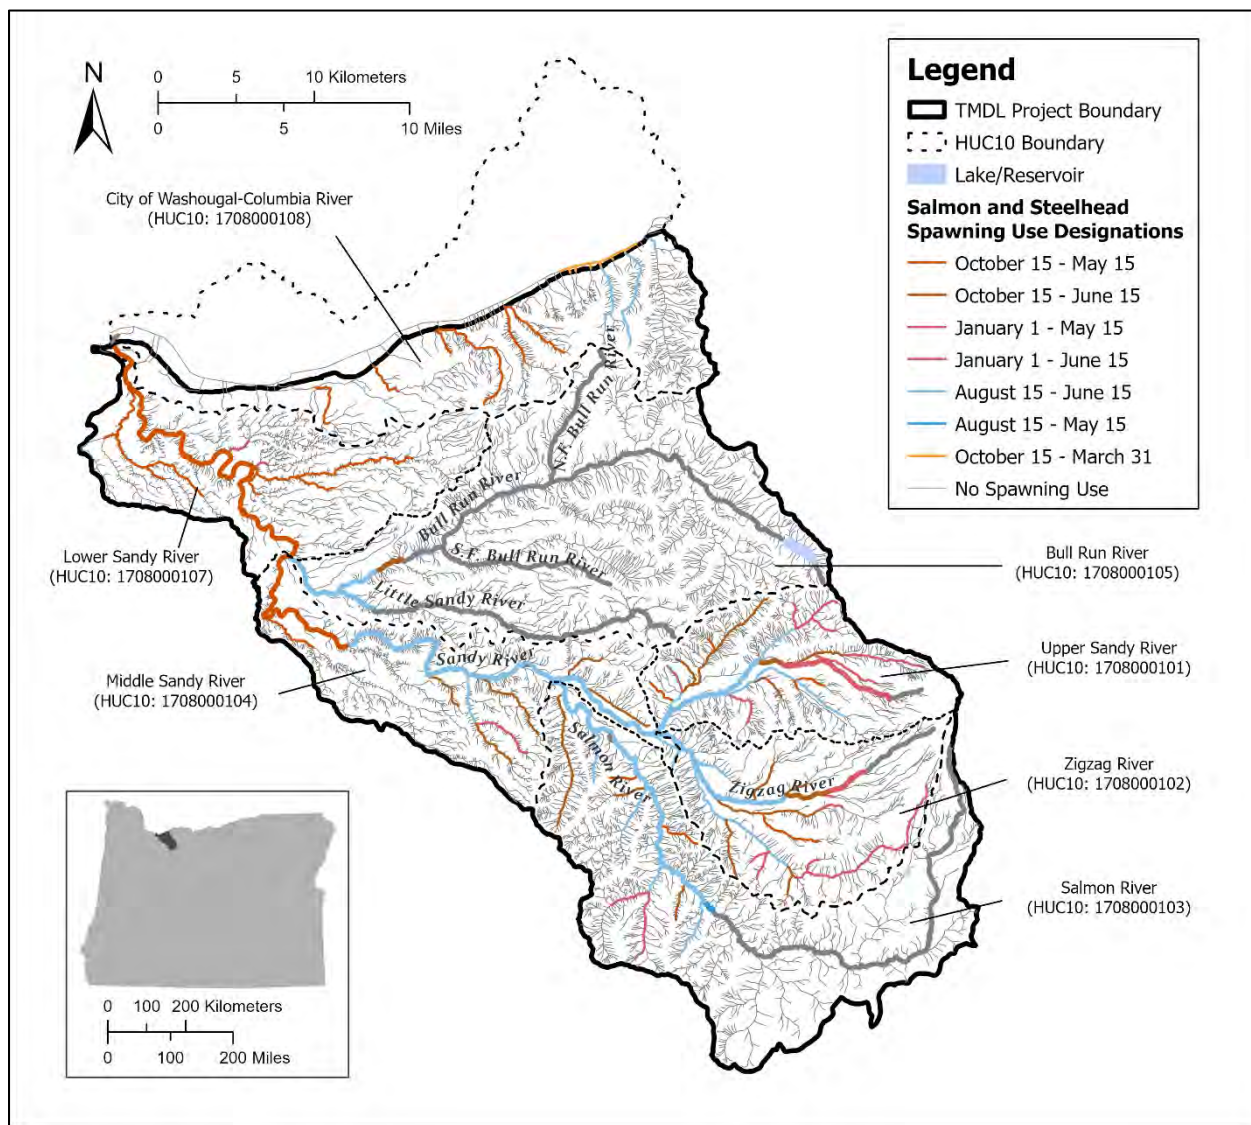 N
0 5 10 Kilometers
0 5 10 Miles
Legend
TMDL Project Boundary
HUC10 Boundary
Lake/Reservoir
Salmon and Steelhead
Spawning Use Designations
October 15 - May 15
October 15 - June 15
January 1 - May 15
January 1 - June 15
August 15 - June 15
August 15 - May 15
October 15 - March 31
No Spawning Use
City of Washougal-Columbia River
(HUC10: 1708000108)
N.F. Bull Run River
Bull Run River
S.F. Bull Run River
Little Sandy River
Lower Sandy River
(HUC10: 1708000107)
Bull Run River
(HUC10: 1708000105)
Sandy River
Upper Sandy River
(HUC10: 1708000101)
Middle Sandy River
(HUC10: 1708000104)
Salmon
River
Zigzag River
Zigzag River
(HUC10: 1708000102)
Salmon River
(HUC10: 1708000103)
0 100 200 Kilometers
0 100 200 Miles